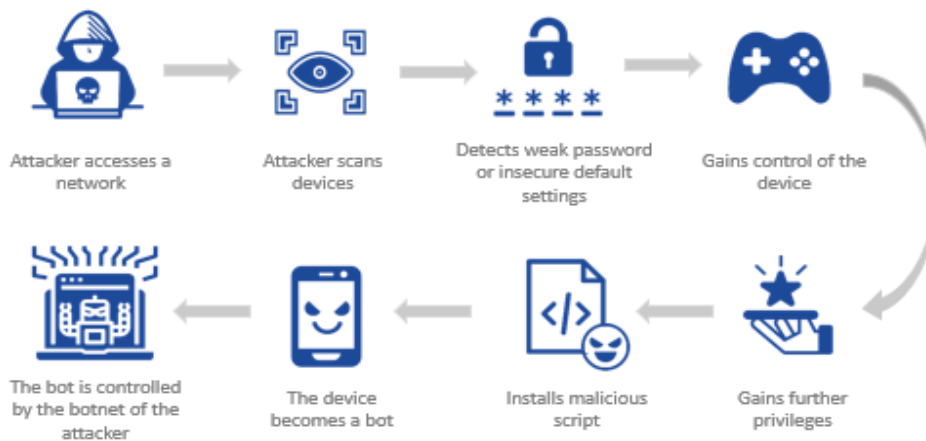 Attacker accesses a
network
Attacker scans
devices
* * * *
Detects weak password
or insecure default
settings
Gains control of the
device
Gains further
privileges
</>
Installs malicious
script
The device
becomes a bot
The bot is controlled
by the botnet of the
attacker